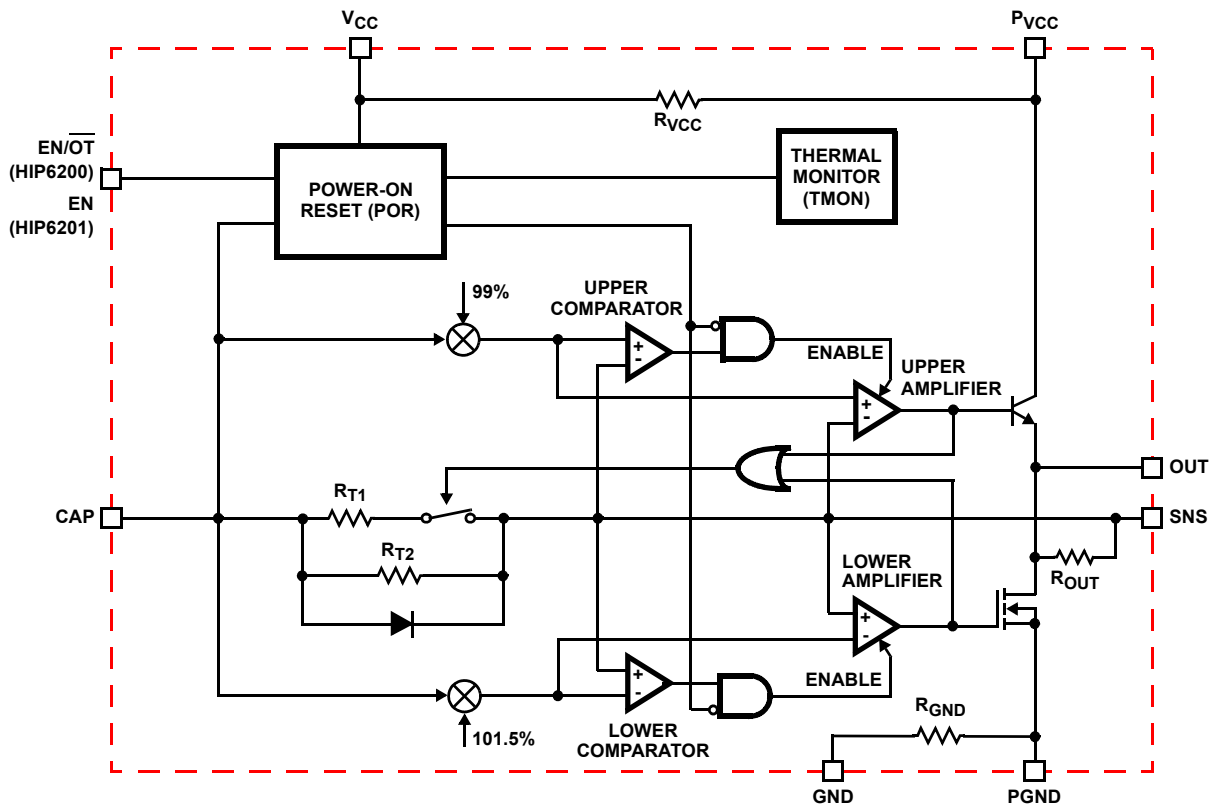 VCC
PVCC
RVCC
EN/OT
(HIP6200)
EN
(HIP6201)
POWER-ON
RESET (POR)
THERMAL
MONITOR
(TMON)
99%
UPPER
COMPARATOR
+
-
ENABLE
UPPER
AMPLIFIER
+
-
OUT
CAP
RT1
SNS
RT2
LOWER
AMPLIFIER
ROUT
+
-
+
-
ENABLE
101.5%
LOWER
COMPARATOR
RGND
GND
PGND